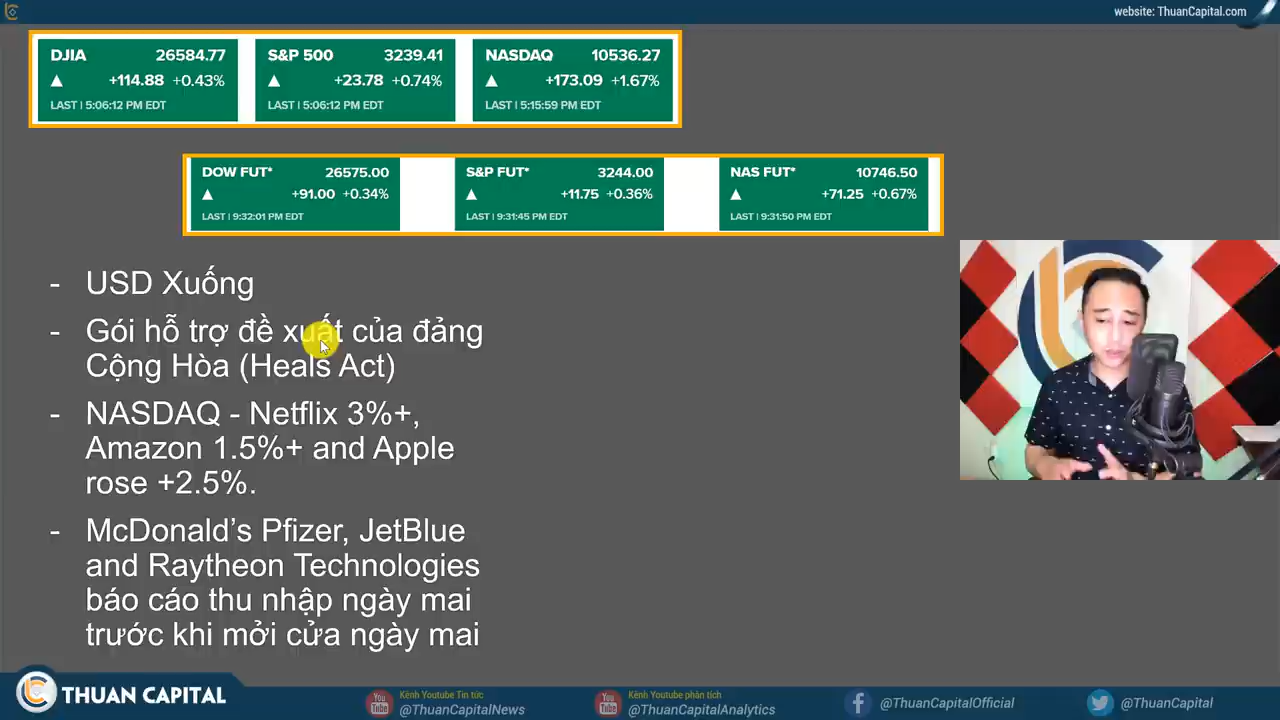 website: ThuanCapital.com
DJIA 26584.77
▲ +114.88 +0.43%
LAST | 5:06:12 PM EDT
S&P 500 3239.41
▲ +23.78 +0.74%
LAST | 5:06:12 PM EDT
NASDAQ 10536.27
▲ +173.09 +1.67%
LAST | 5:15:59 PM EDT
DOW FUT* 26575.00
▲ +91.00 +0.34%
LAST | 9:32:01 PM EDT
S&P FUT* 3244.00
▲ +11.75 +0.36%
LAST | 9:31:45 PM EDT
NAS FUT* 10746.50
▲ +71.25 +0.67%
LAST | 9:31:50 PM EDT
- USD Xuống
- Gói hỗ trợ đề xuất của đảng
Cộng Hòa (Heals Act)
- NASDAQ - Netflix 3%+,
Amazon 1.5%+ and Apple
rose +2.5%.
- McDonald’s Pfizer, JetBlue
and Raytheon Technologies
báo cáo thu nhập ngày mai
trước khi mởi cửa ngày mai
THUAN CAPITAL
You Tube
Kênh Youtube Tin tức
@ThuanCapitalNews
You Tube
Kênh Youtube phân tích
@ThuanCapitalAnalytics
@ThuanCapitalOfficial
@ThuanCapital